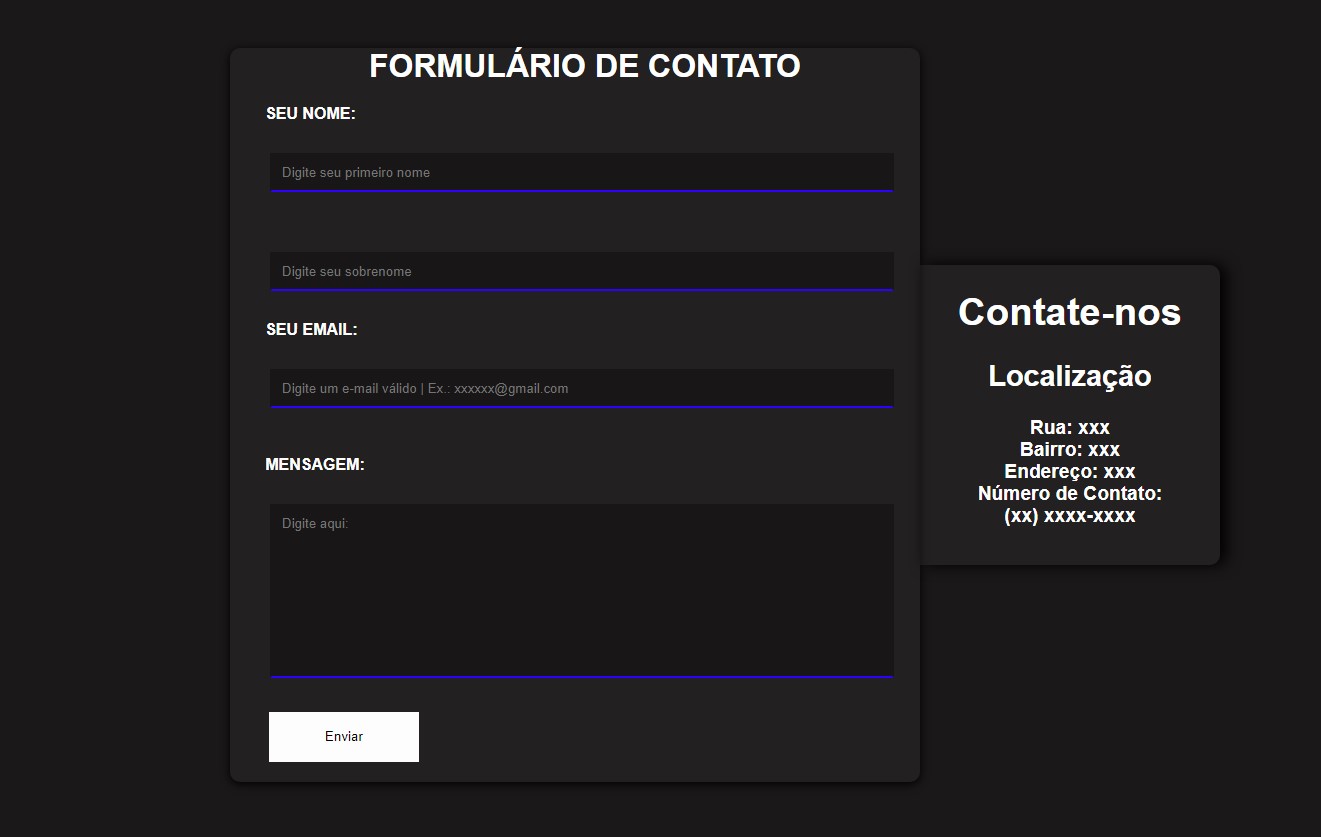 FORMULÁRIO DE CONTATO
SEU NOME:
Digite seu primeiro nome
Digite seu sobrenome
SEU EMAIL:
Digite um e-mail válido | Ex.: xxxxxx@gmail.com
MENSAGEM:
Digite aqui:
Enviar
Contate-nos
Localização
Rua: xxx
Bairro: xxx
Endereço: xxx
Número de Contato:
(xx) xxxx-xxxx